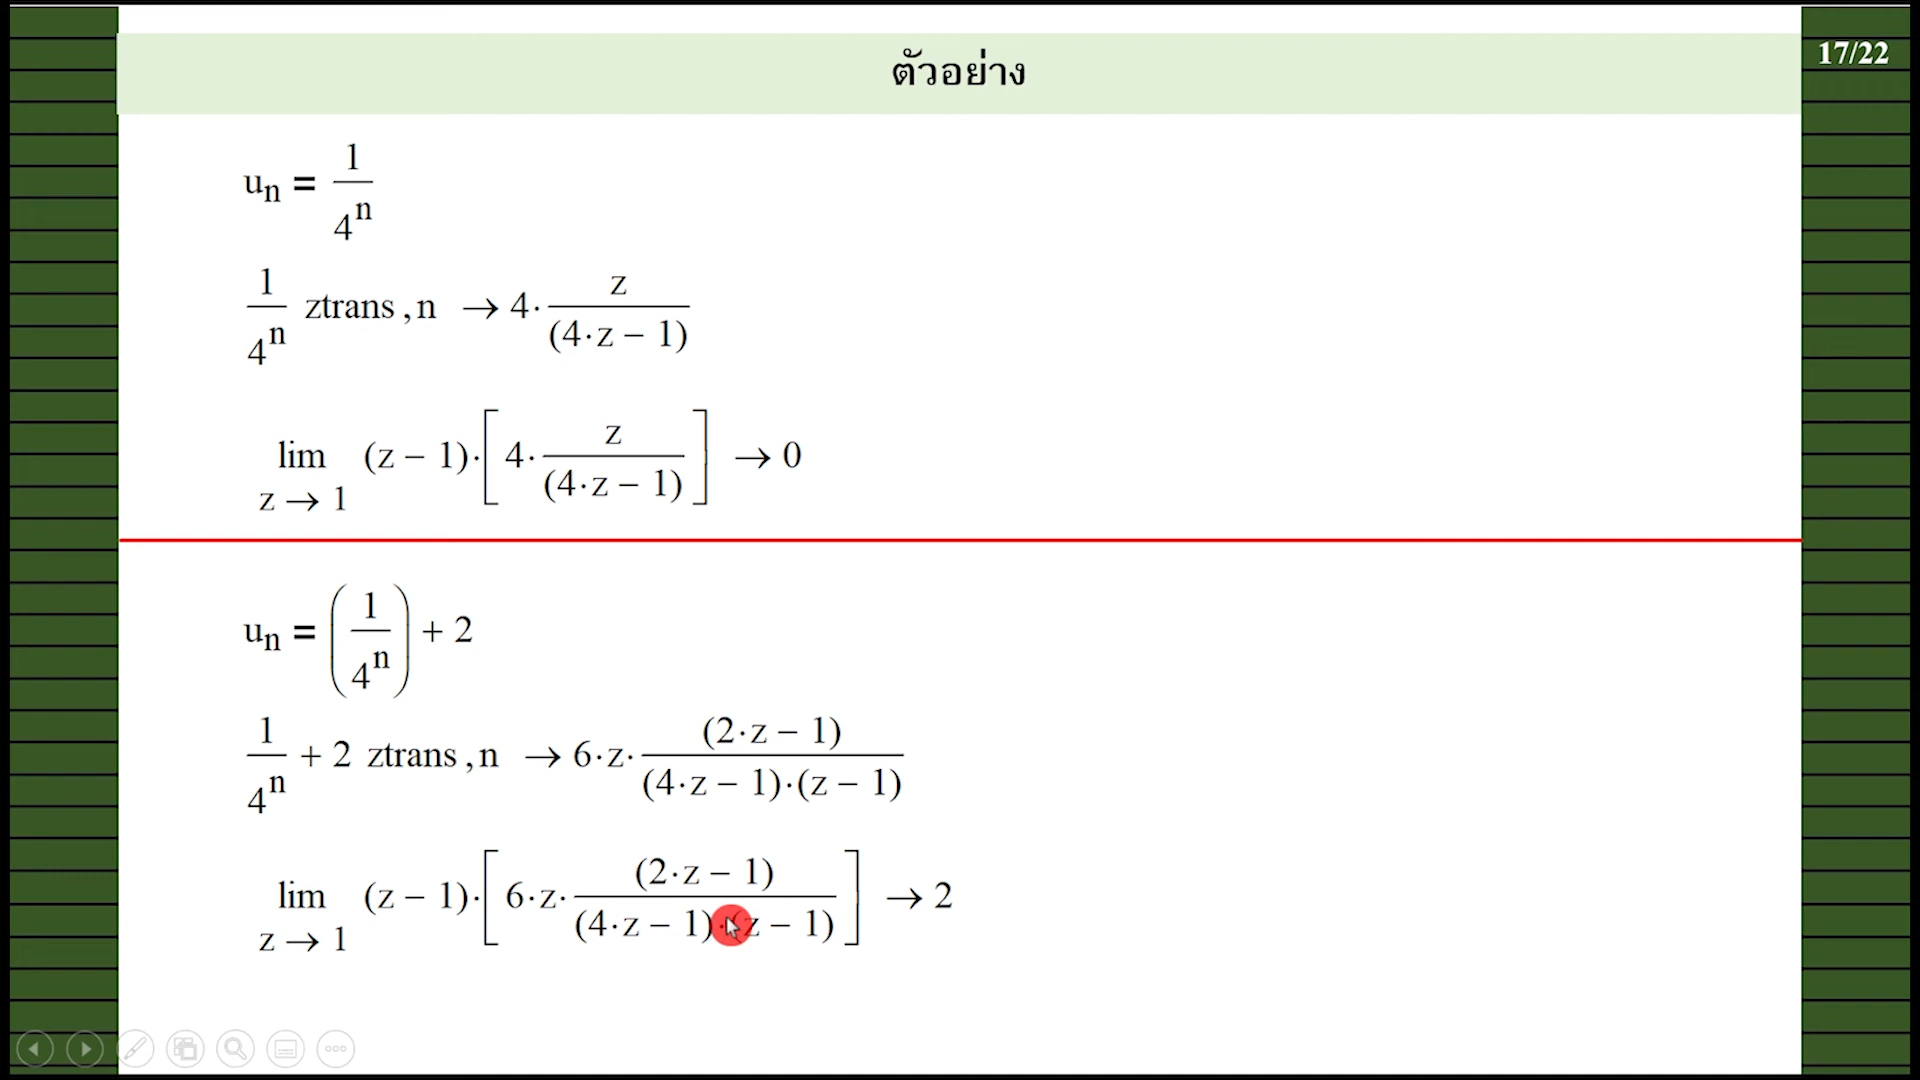 ตัวอย่าง
17/22
uₙ = 1/4ⁿ
1/4ⁿ ztrans , n → 4·z/(4·z − 1)
lim z → 1 (z − 1)·[4·z/(4·z − 1)] → 0
uₙ = (1/4ⁿ) + 2
1/4ⁿ + 2 ztrans , n → 6·z·(2·z − 1)/((4·z − 1)·(z − 1))
lim z → 1 (z − 1)·[6·z·(2·z − 1)/((4·z − 1)·(z − 1))] → 2